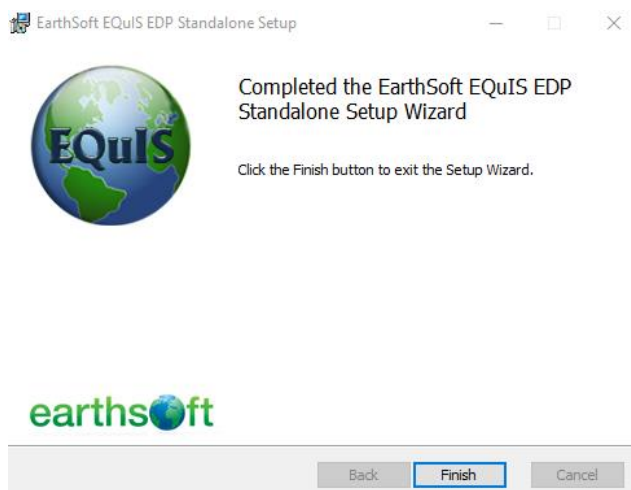 EarthSoft EQuIS EDP Standalone Setup
EQuIS
Completed the EarthSoft EQuIS EDP
Standalone Setup Wizard
Click the Finish button to exit the Setup Wizard.
earthsoft
Back
Finish
Cancel